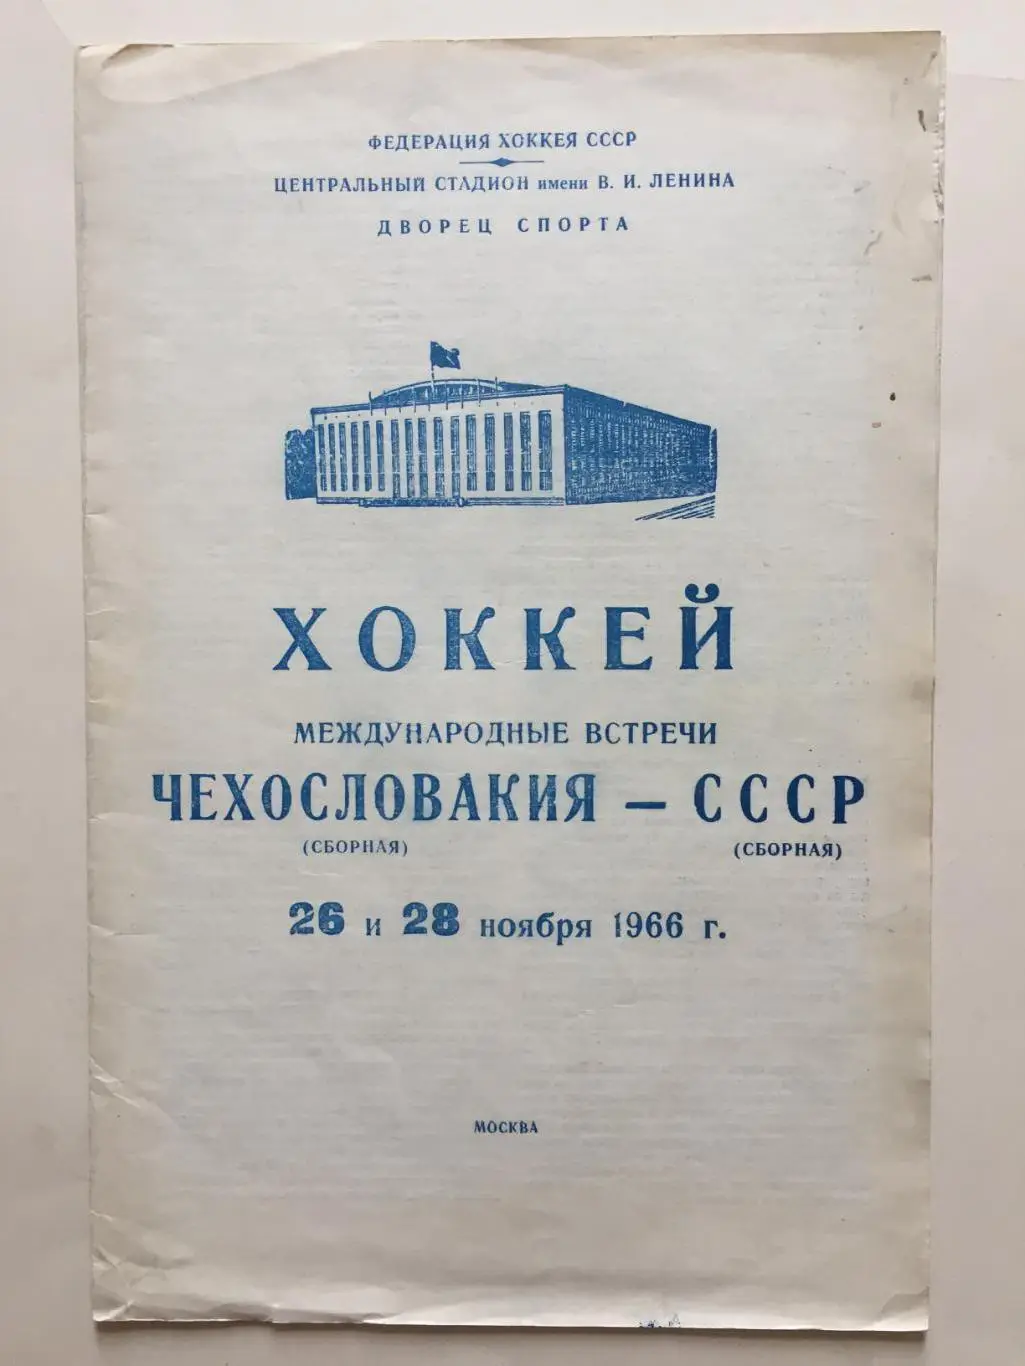 ФЕДЕРАЦИЯ ХОККЕЯ СССР
ЦЕНТРАЛЬНЫЙ СТАДИОН имени В. И. ЛЕНИНА
ДВОРЕЦ СПОРТА
ХОККЕЙ
МЕЖДУНАРОДНЫЕ ВСТРЕЧИ
ЧЕХОСЛОВАКИЯ — СССР
(СБОРНАЯ) (СБОРНАЯ)
26 и 28 ноября 1966 г.
МОСКВА